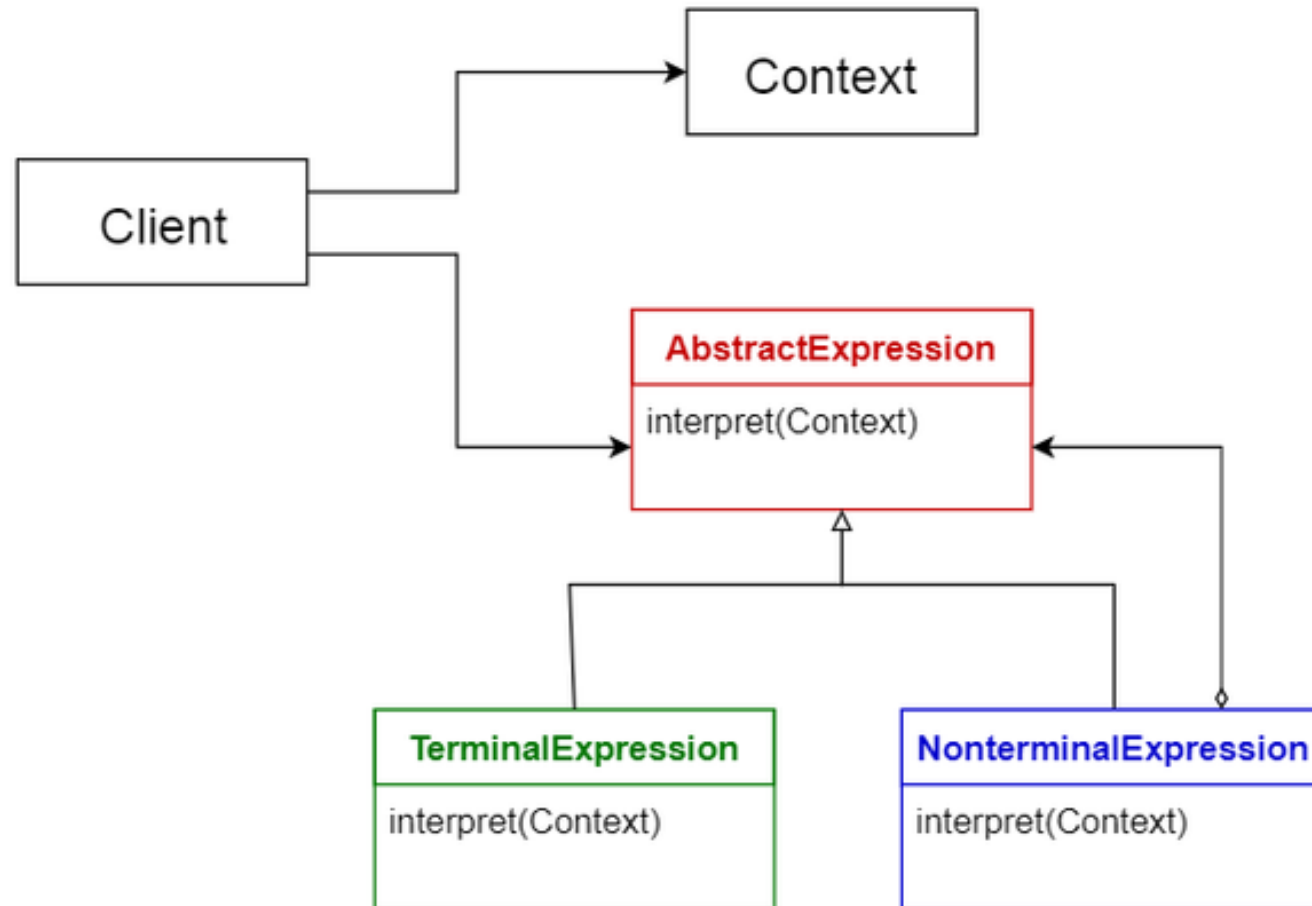 Context
Client
AbstractExpression
interpret(Context)
TerminalExpression
interpret(Context)
NonterminalExpression
interpret(Context)